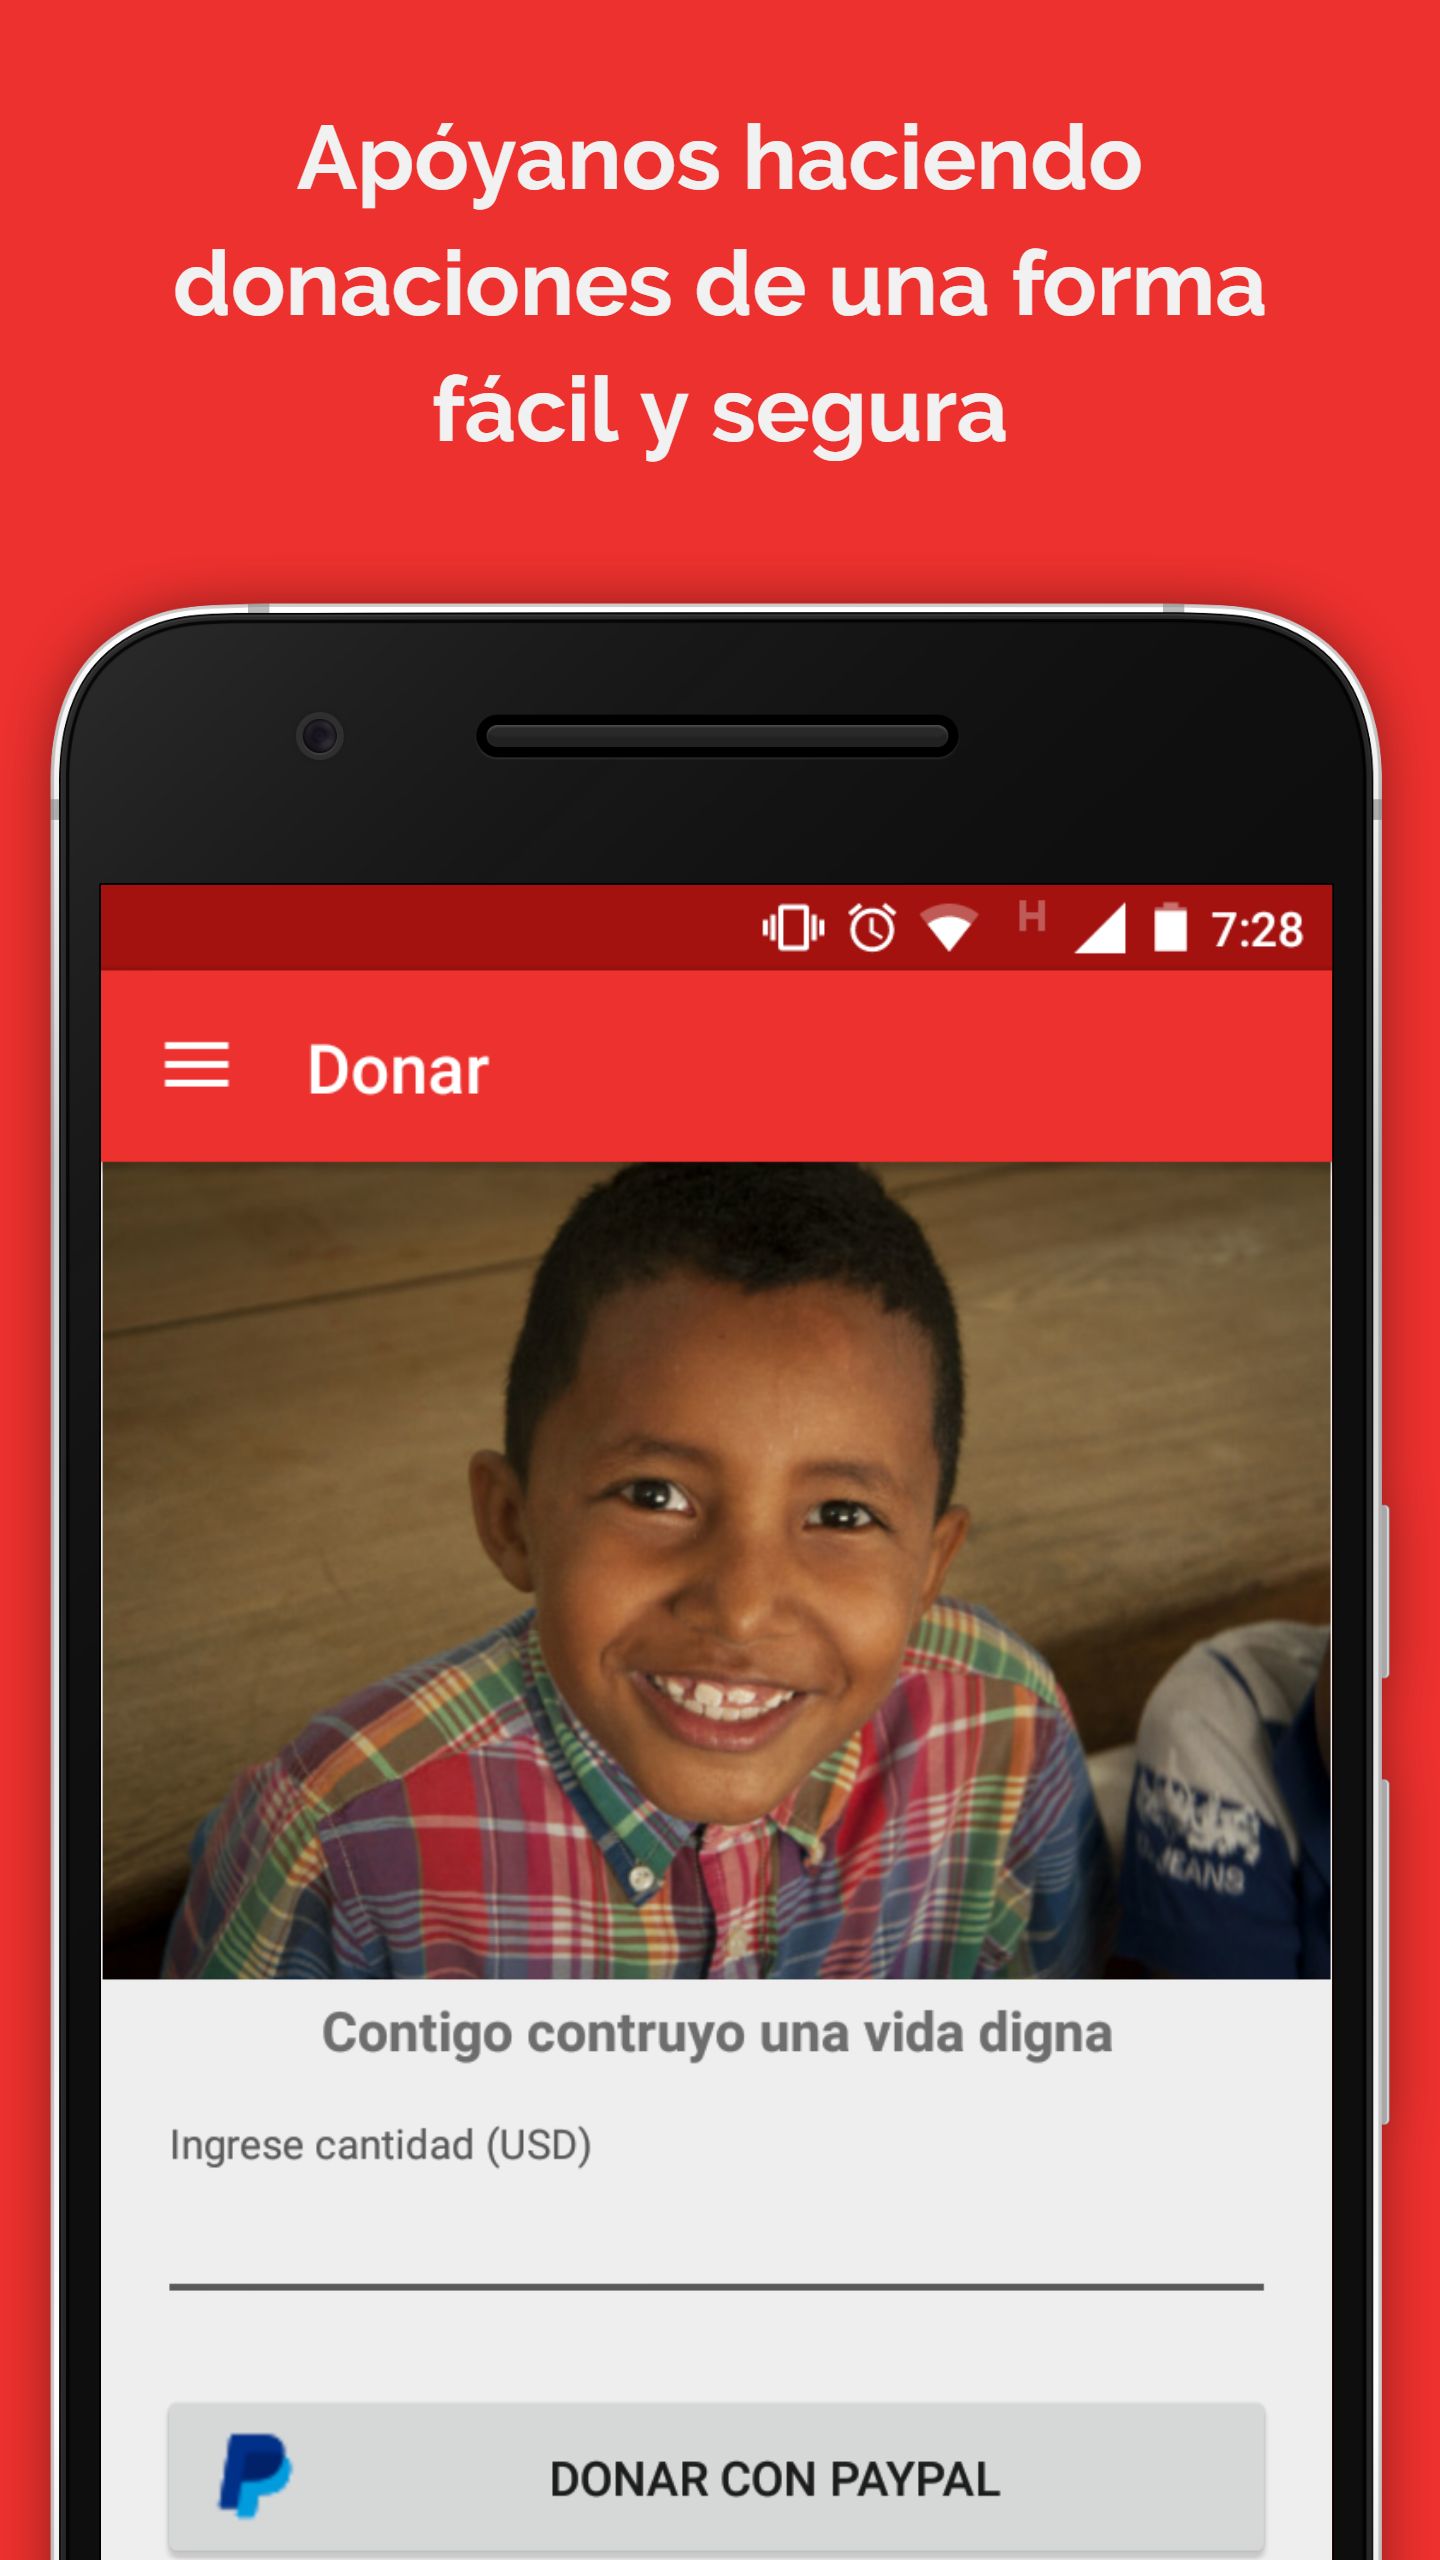 Apóyanos haciendo
donaciones de una forma
fácil y segura
H 7:28
Donar
JEANS
Contigo contruyo una vida digna
Ingrese cantidad (USD)
DONAR CON PAYPAL